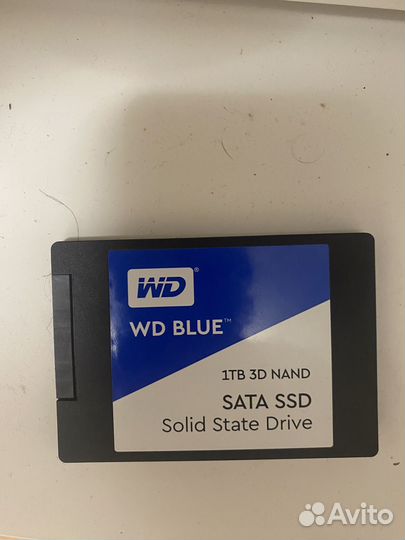 WD®
WD BLUE™
1TB 3D NAND
SATA SSD
Solid State Drive
Avito